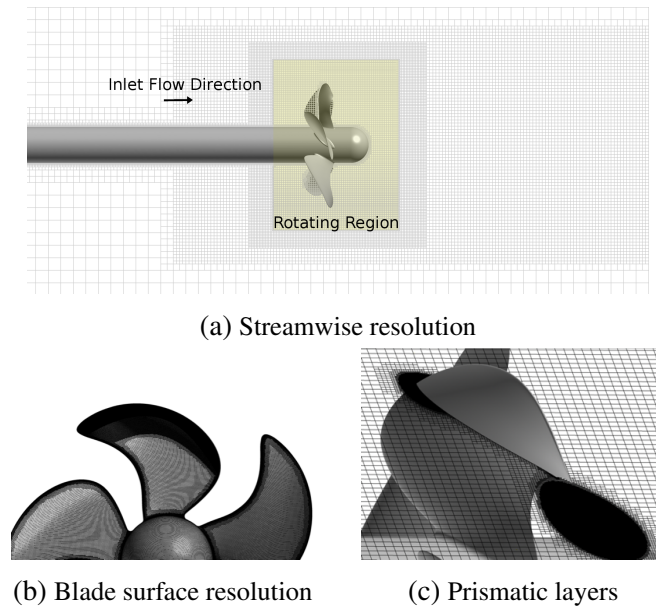 Inlet Flow Direction
Rotating Region
(a) Streamwise resolution
(b) Blade surface resolution
(c) Prismatic layers